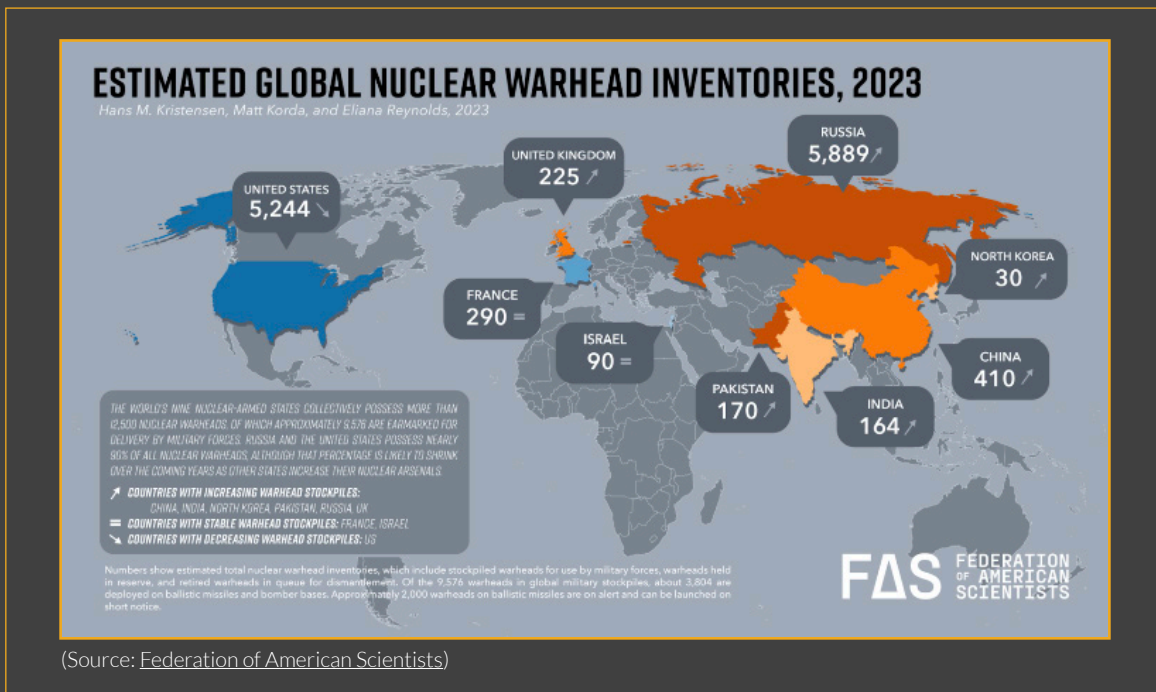 ESTIMATED GLOBAL NUCLEAR WARHEAD INVENTORIES, 2023
Hans M. Kristensen, Matt Korda, and Eliana Reynolds, 2023
RUSSIA
5,889↗
UNITED KINGDOM
225 ↗
UNITED STATES
5,244 ↘
NORTH KOREA
30 ↗
FRANCE
290 =
ISRAEL
90 =
CHINA
410 ↗
PAKISTAN
170 ↗
INDIA
164 ↗
THE WORLD'S NINE NUCLEAR-ARMED STATES COLLECTIVELY POSSESS MORE THAN
12,500 NUCLEAR WARHEADS, OF WHICH APPROXIMATELY 9,576 ARE EARMARKED FOR
DELIVERY BY MILITARY FORCES. RUSSIA AND THE UNITED STATES POSSESS NEARLY
90% OF ALL NUCLEAR WARHEADS, ALTHOUGH THAT PERCENTAGE IS LIKELY TO SHRINK
OVER THE COMING YEARS AS OTHER STATES INCREASE THEIR NUCLEAR ARSENALS.
↗ COUNTRIES WITH INCREASING WARHEAD STOCKPILES:
CHINA, INDIA, NORTH KOREA, PAKISTAN, RUSSIA, UK
= COUNTRIES WITH STABLE WARHEAD STOCKPILES: FRANCE, ISRAEL
↘ COUNTRIES WITH DECREASING WARHEAD STOCKPILES: US
Numbers show estimated total nuclear warhead inventories, which include stockpiled warheads for use by military forces, warheads held
in reserve, and retired warheads in queue for dismantlement. Of the 9,576 warheads in global military stockpiles, about 3,804 are
deployed on ballistic missiles and bomber bases. Approximately 2,000 warheads on ballistic missiles are on alert and can be launched on
short notice.
FAS
FEDERATION
OF AMERICAN
SCIENTISTS
(Source: Federation of American Scientists)